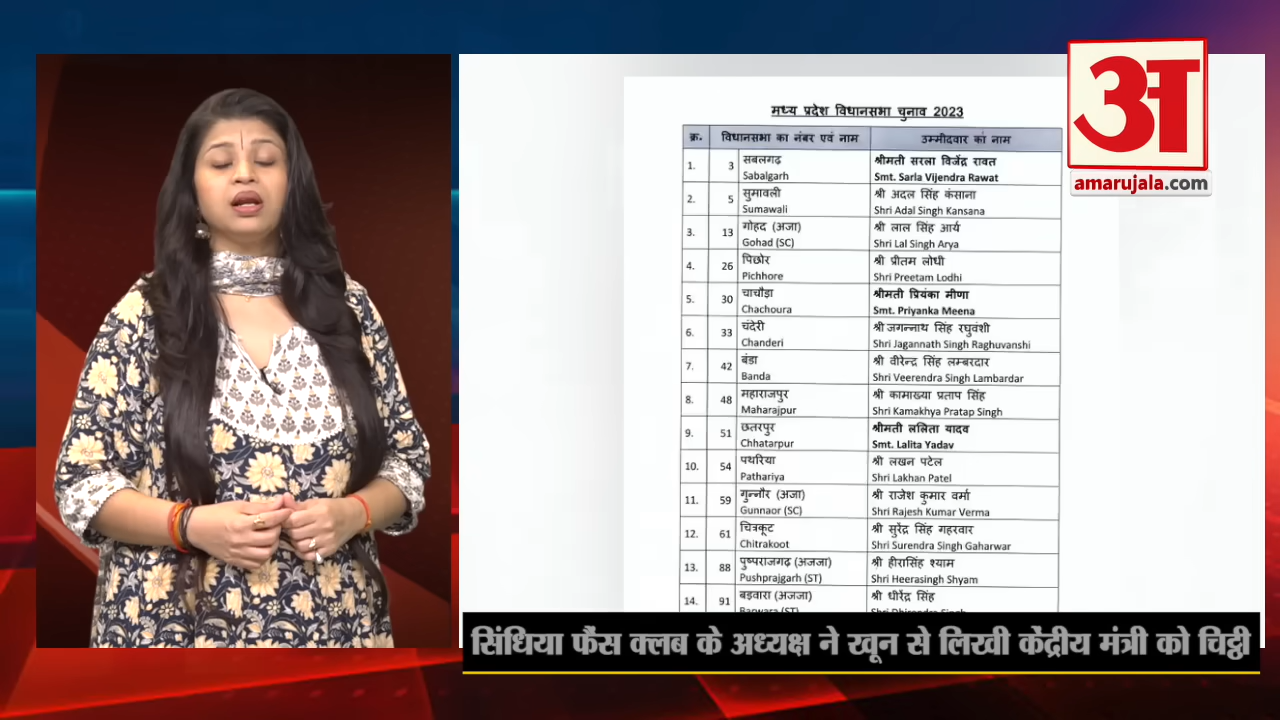 अ
amarujala.com
मध्य प्रदेश विधानसभा चुनाव 2023
क्र. विधानसभा का नंबर एवं नाम उम्मीदवार का नाम
1. 3 सबलगढ़ श्रीमती सरला विजेंद्र रावत
Sabalgarh Smt. Sarla Vijendra Rawat
2. 5 सुमावली श्री अदल सिंह कंसाना
Sumawali Shri Adal Singh Kansana
3. 13 गोहद (अजा) श्री लाल सिंह आर्य
Gohad (SC) Shri Lal Singh Arya
4. 26 पिछोर श्री प्रीतम लोधी
Pichhore Shri Preetam Lodhi
5. 30 चाचौड़ा श्रीमती प्रियंका मीणा
Chachoura Smt. Priyanka Meena
6. 33 चंदेरी श्री जगन्नाथ सिंह रघुवंशी
Chanderi Shri Jagannath Singh Raghuvanshi
7. 42 बंडा श्री वीरेन्द्र सिंह लम्बरदार
Banda Shri Veerendra Singh Lambardar
8. 48 महाराजपुर श्री कामाख्या प्रताप सिंह
Maharajpur Shri Kamakhya Pratap Singh
9. 51 छतरपुर श्रीमती ललिता यादव
Chhatarpur Smt. Lalita Yadav
10. 54 पथरिया श्री लखन पटेल
Pathariya Shri Lakhan Patel
11. 59 गुन्नौर (अजा) श्री राजेश कुमार वर्मा
Gunnaor (SC) Shri Rajesh Kumar Verma
12. 61 चित्रकूट श्री सुरेंद्र सिंह गहरवार
Chitrakoot Shri Surendra Singh Gaharwar
13. 88 पुष्पराजगढ़ (अजजा) श्री हीरासिंह श्याम
Pushprajgarh (ST) Shri Heerasingh Shyam
14. 91 बड़वारा (अजजा) श्री धीरेंद्र सिंह
सिंधिया फैंस क्लब के अध्यक्ष ने खून से लिखी केंद्रीय मंत्री को चिट्ठी